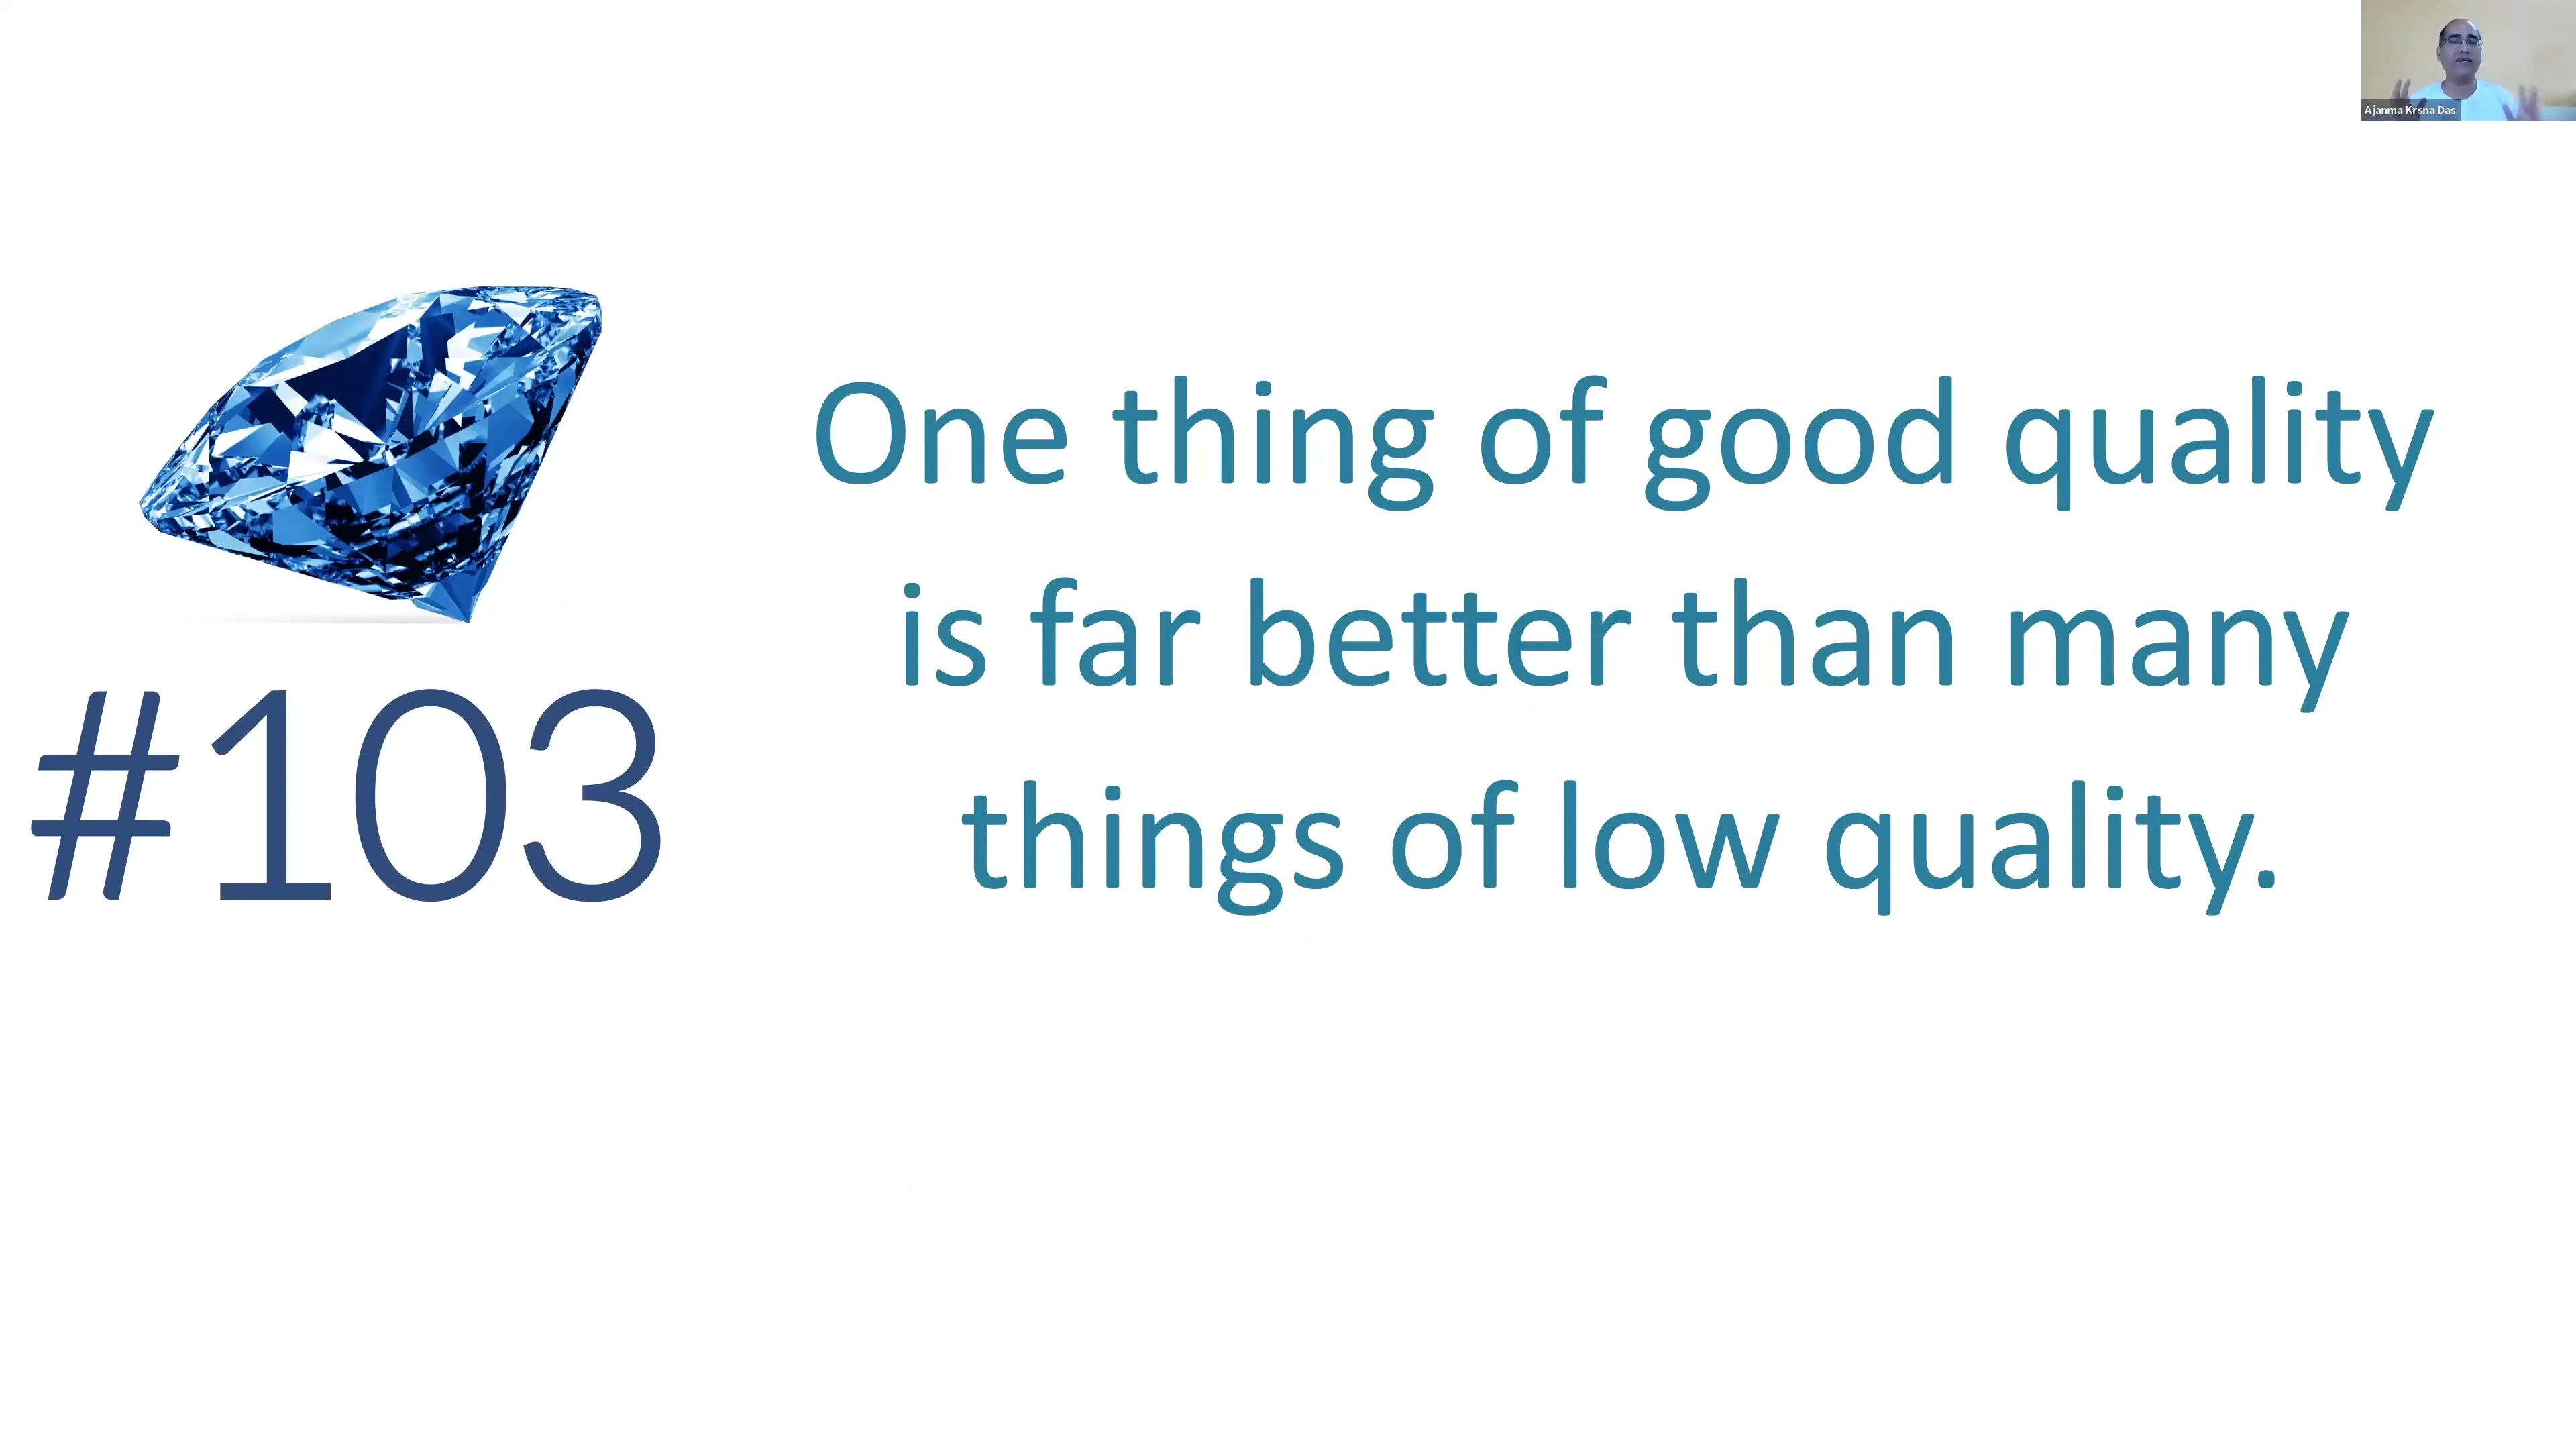 Ajanma Krsna Das
#103
One thing of good quality
is far better than many
things of low quality.